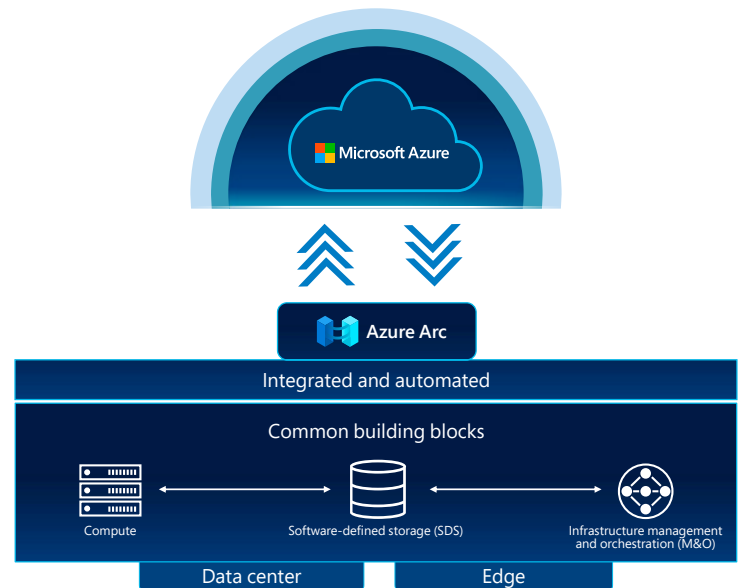 Microsoft Azure
Azure Arc
Integrated and automated
Common building blocks
Compute
Software-defined storage (SDS)
Infrastructure management
and orchestration (M&O)
Data center
Edge